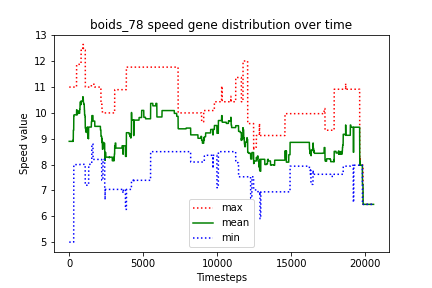 boids_78 speed gene distribution over time
Speed value
13
12
11
10
9
8
7
6
5
max
mean
min
0
5000
10000
15000
20000
Timesteps